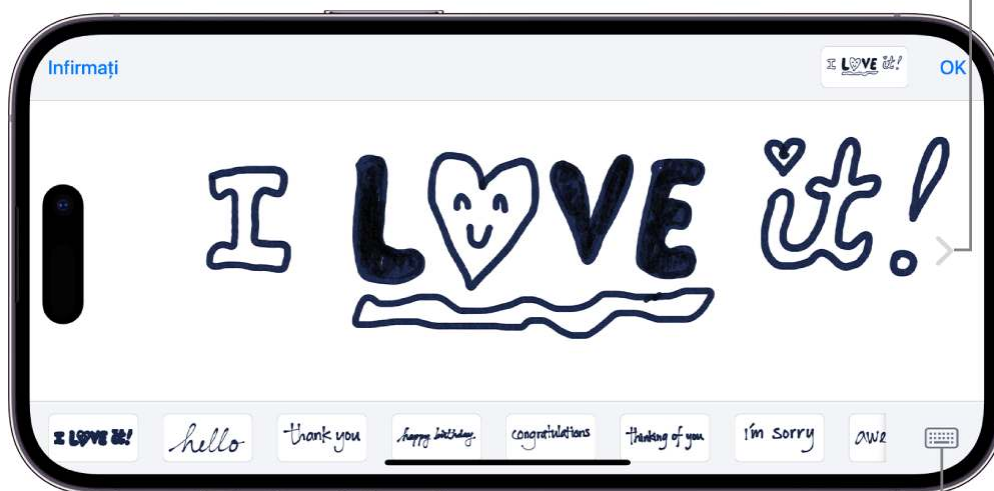 Infirmați
I LOVE it!
OK
I LOVE it!
I LOVE it!
hello
thank you
happy birthday
congratulations
thinking of you
I'm sorry
awe